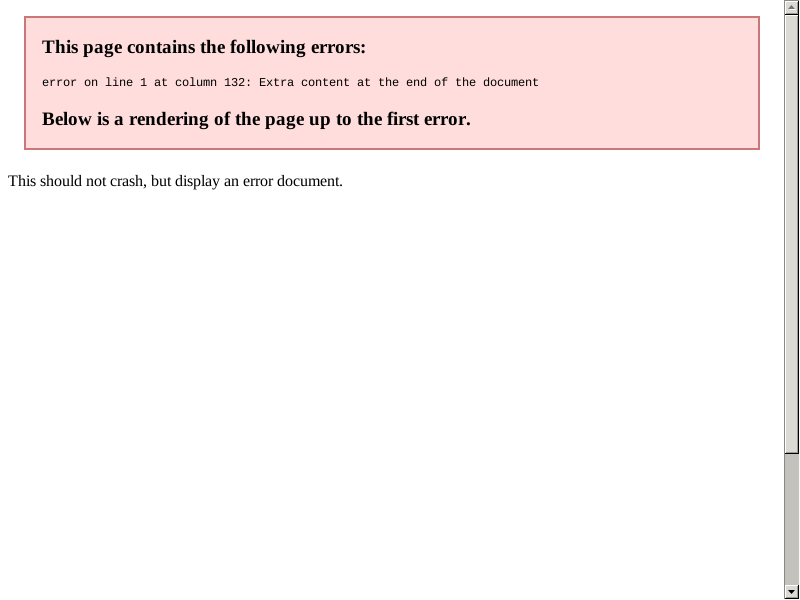 This page contains the following errors:
error on line 1 at column 132: Extra content at the end of the document
Below is a rendering of the page up to the first error.
This should not crash, but display an error document.